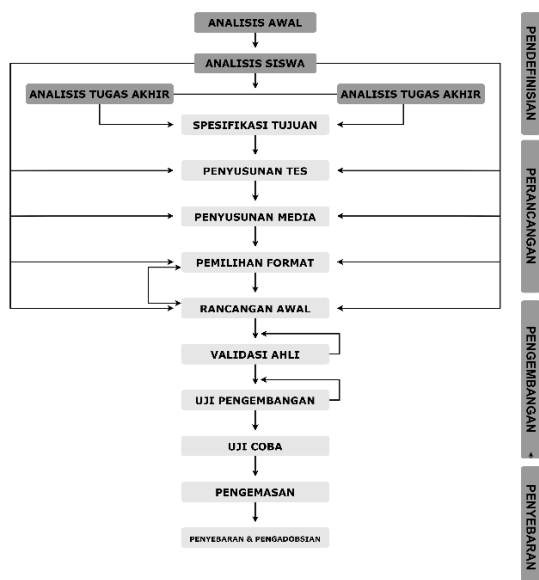 ANALISIS AWAL
ANALISIS SISWA
ANALISIS TUGAS AKHIR
ANALISIS TUGAS AKHIR
SPESIFIKASI TUJUAN
PENYUSUNAN TES
PENYUSUNAN MEDIA
PEMILIHAN FORMAT
RANCANGAN AWAL
VALIDASI AHLI
UJI PENGEMBANGAN
UJI COBA
PENGEMASAN
PENYEBARAN & PENGADOBSIAN
PENDEFINISIAN
PERANCANGAN
PENGEMBANGAN
PENYEBARAN